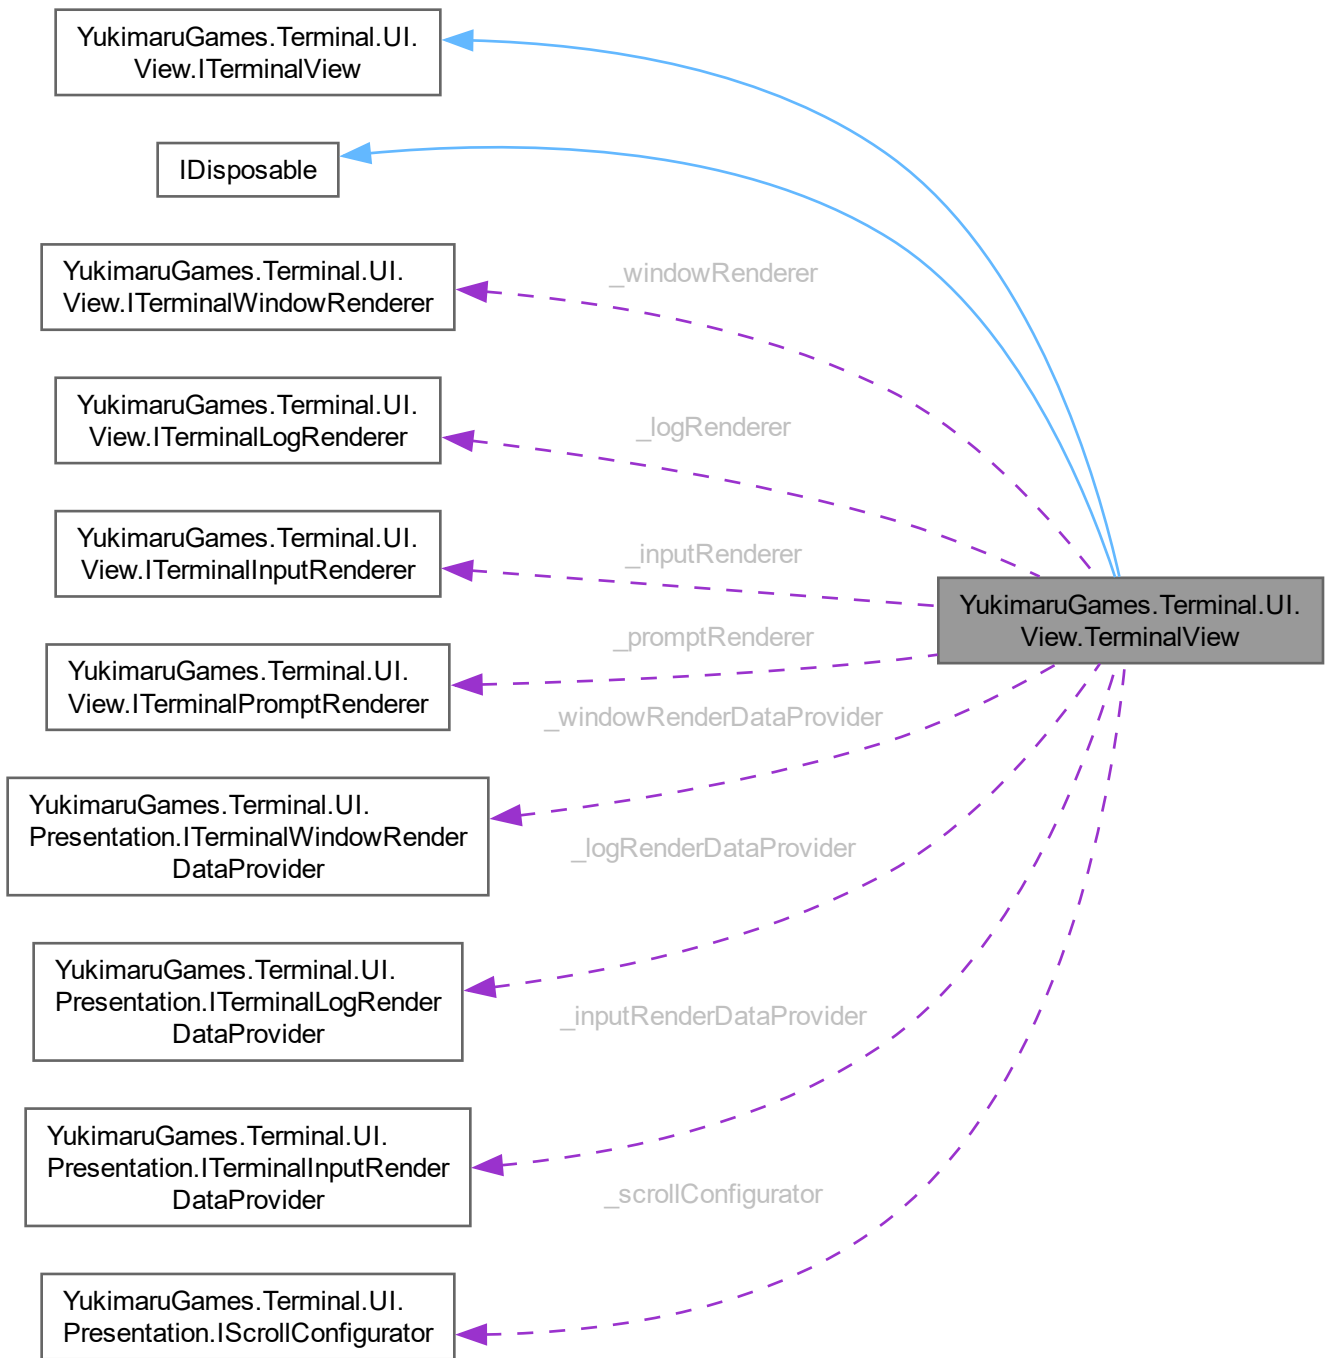 YukimaruGames.Terminal.UI.
View.ITerminalView
IDisposable
YukimaruGames.Terminal.UI.
View.ITerminalWindowRenderer
_windowRenderer
YukimaruGames.Terminal.UI.
View.ITerminalLogRenderer
_logRenderer
YukimaruGames.Terminal.UI.
View.ITerminalInputRenderer
_inputRenderer
YukimaruGames.Terminal.UI.
View.TerminalView
YukimaruGames.Terminal.UI.
View.ITerminalPromptRenderer
_promptRenderer
YukimaruGames.Terminal.UI.
Presentation.ITerminalWindowRender
DataProvider
_windowRenderDataProvider
YukimaruGames.Terminal.UI.
Presentation.ITerminalLogRender
DataProvider
_logRenderDataProvider
YukimaruGames.Terminal.UI.
Presentation.ITerminalInputRender
DataProvider
_inputRenderDataProvider
YukimaruGames.Terminal.UI.
Presentation.IScrollConfigurator
_scrollConfigurator